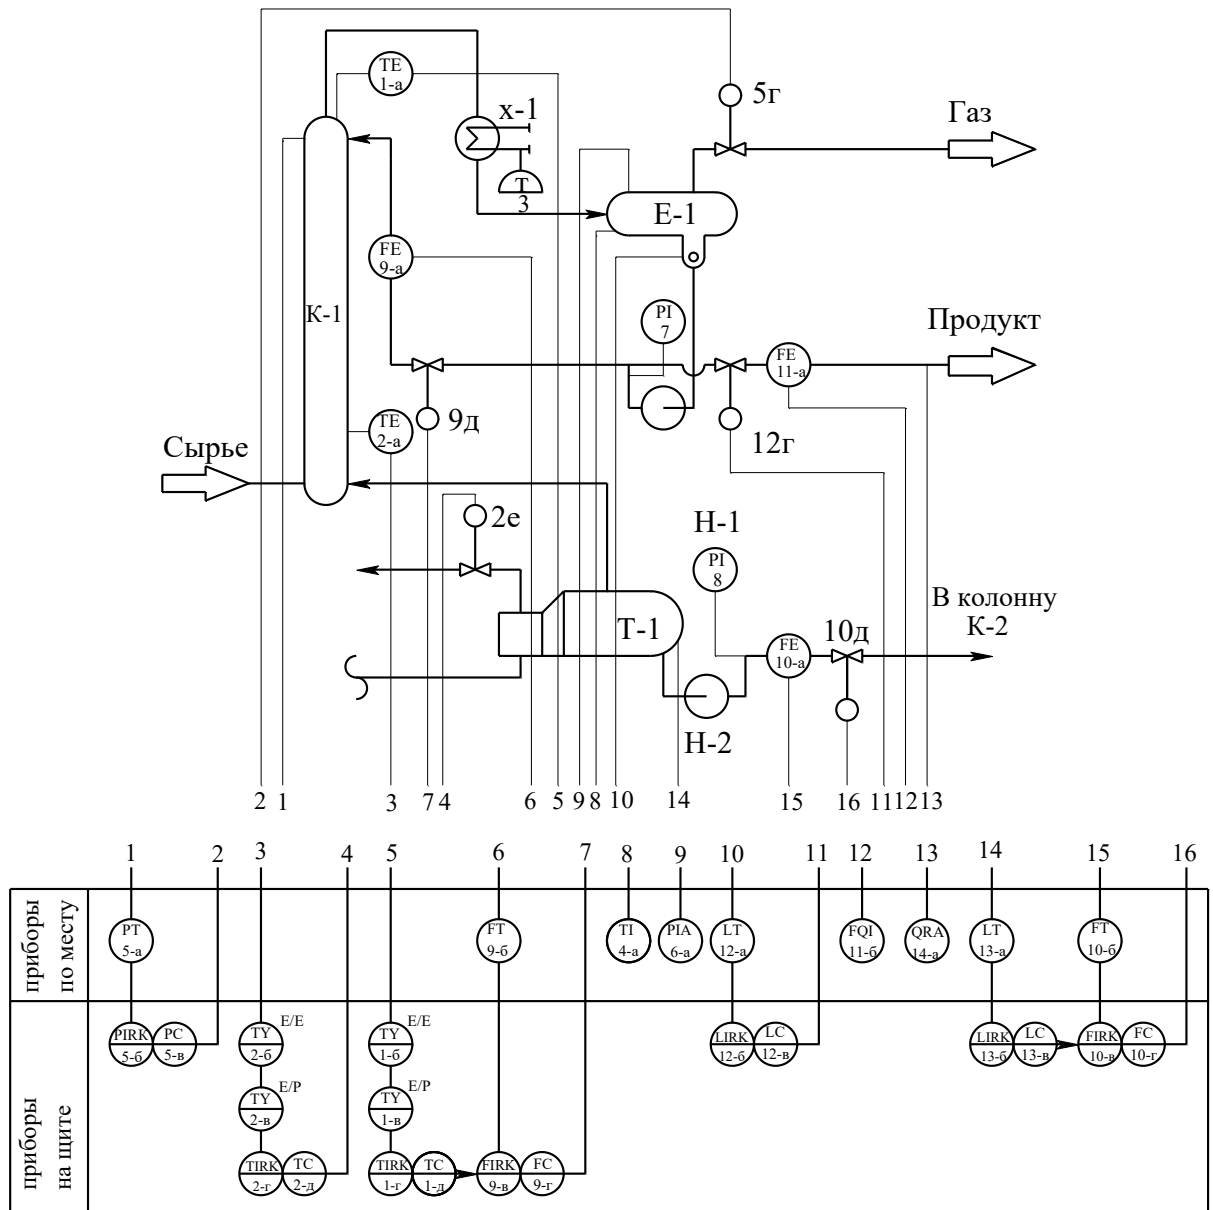 TE
1-а
х-1
5г
Газ
Т
3
Е-1
FE
9-а
К-1
PI
7
Продукт
FE
11-а
TE
2-а
9д
12г
Сырье
2е
Н-1
PI
8
Т-1
10д
В колонну
К-2
FE
10-а
Н-2
2 1 3 7 4 6 5 9 8 10 14 15 16 11 12 13
1 2 3 4 5 6 7 8 9 10 11 12 13 14 15 16
приборы
по месту
PT
5-а
FT
9-б
TI
4-а
PIA
6-а
LT
12-а
FQI
11-б
QRA
14-а
LT
13-а
FT
10-б
приборы
на щите
PIRK
5-б
PC
5-в
TY
2-б
E/E
TY
1-б
E/E
LIRK
12-б
LC
12-в
LIRK
13-б
LC
13-в
FIRK
10-в
FC
10-г
TY
2-в
E/P
TY
1-в
E/P
TIRK
2-г
TC
2-д
TIRK
1-г
TC
1-д
FIRK
9-в
FC
9-г